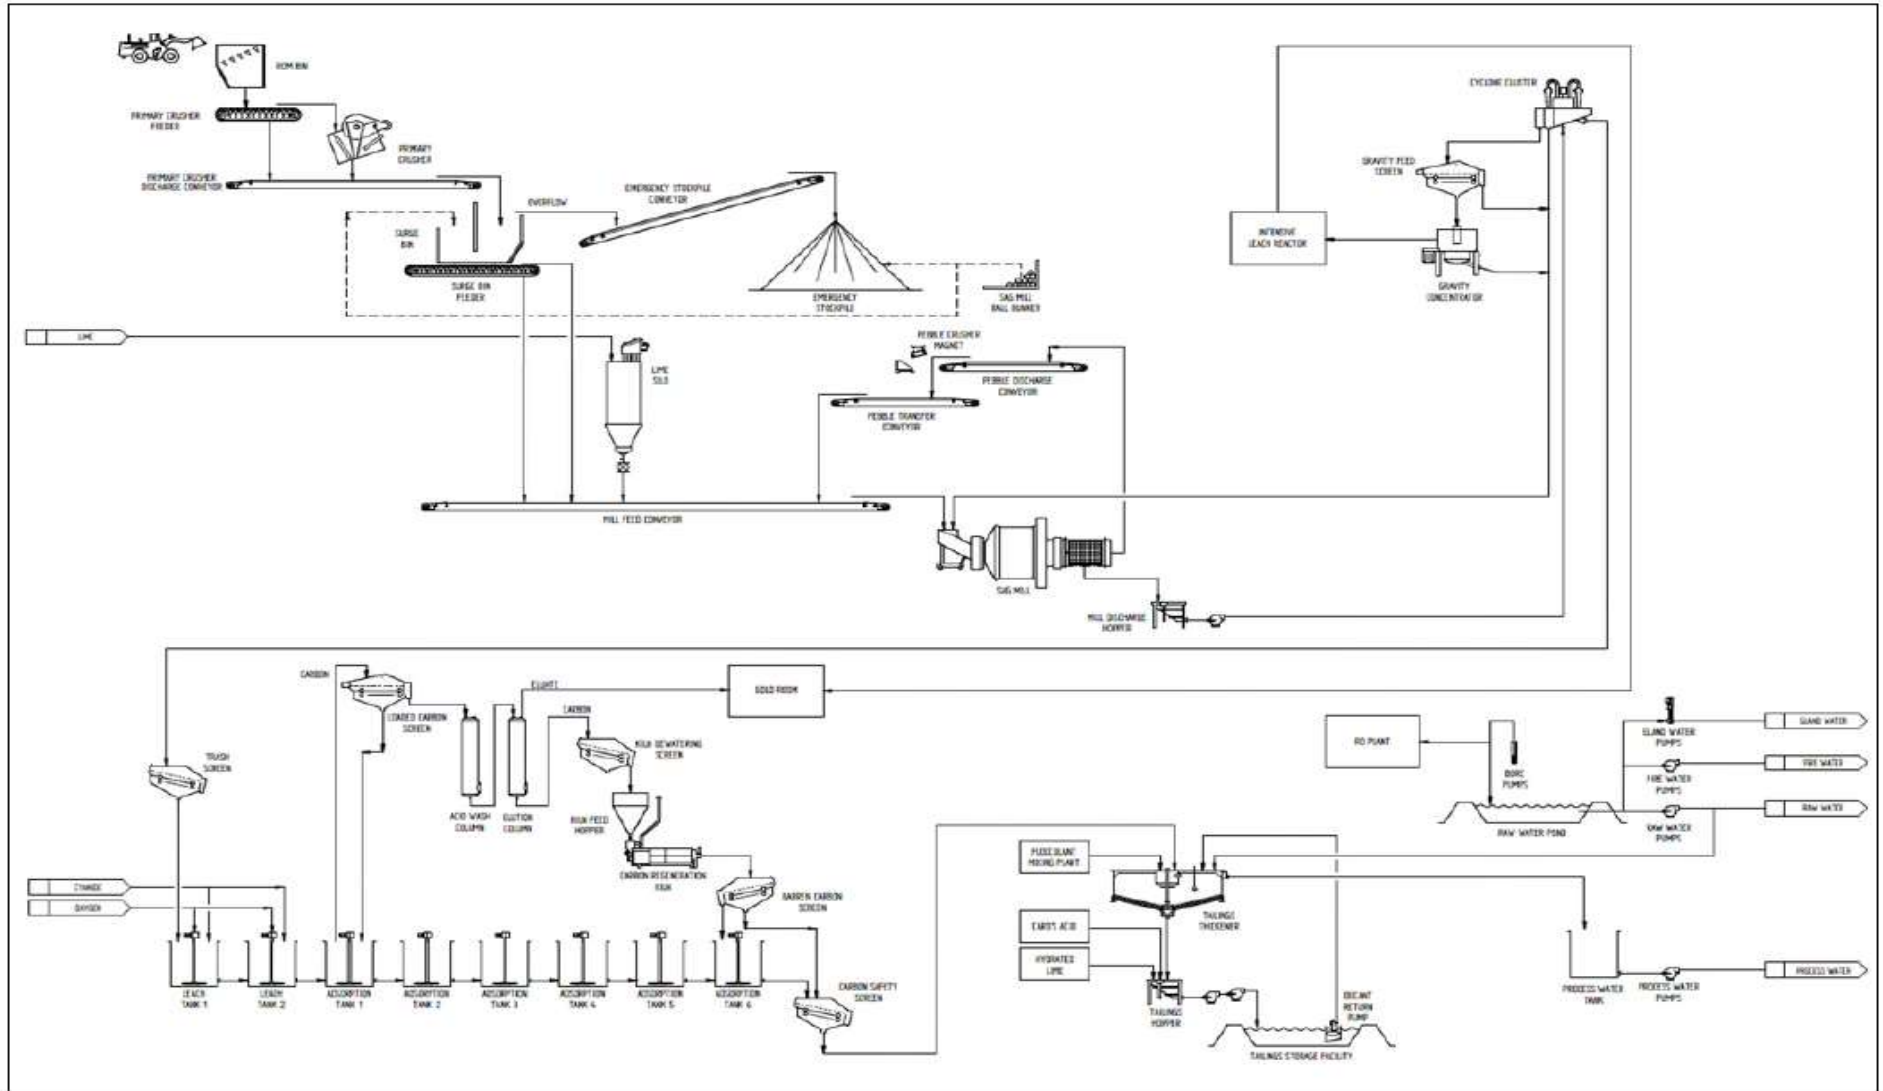 ROM BIN
PRIMARY CRUSHER
FEEDER
PRIMARY
CRUSHER
PRIMARY CRUSHER
DISCHARGE CONVEYOR
OVERFLOW
EMERGENCY STOCKPILE
CONVEYOR
SURGE
BIN
SURGE BIN
FEEDER
EMERGENCY
STOCKPILE
SAG MILL
BALL BUNKER
CYCLONE CLUSTER
GRAVITY FEED
SCREEN
INTENSIVE
LEACH REACTOR
GRAVITY
CONCENTRATOR
LIME
LIME
SILO
PEBBLE CRUSHER
MAGNET
PEBBLE DISCHARGE
CONVEYOR
PEBBLE TRANSFER
CONVEYOR
MILL FEED CONVEYOR
SAG MILL
MILL DISCHARGE
HOPPER
CARBON
LOADED CARBON
SCREEN
ELUATE
GOLD ROOM
CARBON
KILN DEWATERING
SCREEN
TRASH
SCREEN
ACID WASH
COLUMN
ELUTION
COLUMN
KILN FEED
HOPPER
CARBON REGENERATION
KILN
BARREN CARBON
SCREEN
CYANIDE
OXYGEN
LEACH
TANK 1
LEACH
TANK 2
ADSORPTION
TANK 1
ADSORPTION
TANK 2
ADSORPTION
TANK 3
ADSORPTION
TANK 4
ADSORPTION
TANK 5
ADSORPTION
TANK 6
CARBON SAFETY
SCREEN
RO PLANT
BORE
PUMPS
GLAND WATER
PUMPS
GLAND WATER
FIRE WATER
PUMPS
FIRE WATER
RAW WATER POND
RAW WATER
PUMPS
RAW WATER
FLOCCULANT
MIXING PLANT
TAILINGS
THICKENER
CARO'S ACID
HYDRATED
LIME
TAILINGS
HOPPER
DECANT
RETURN
PUMP
TAILINGS STORAGE FACILITY
PROCESS WATER
TANK
PROCESS WATER
PUMPS
PROCESS WATER